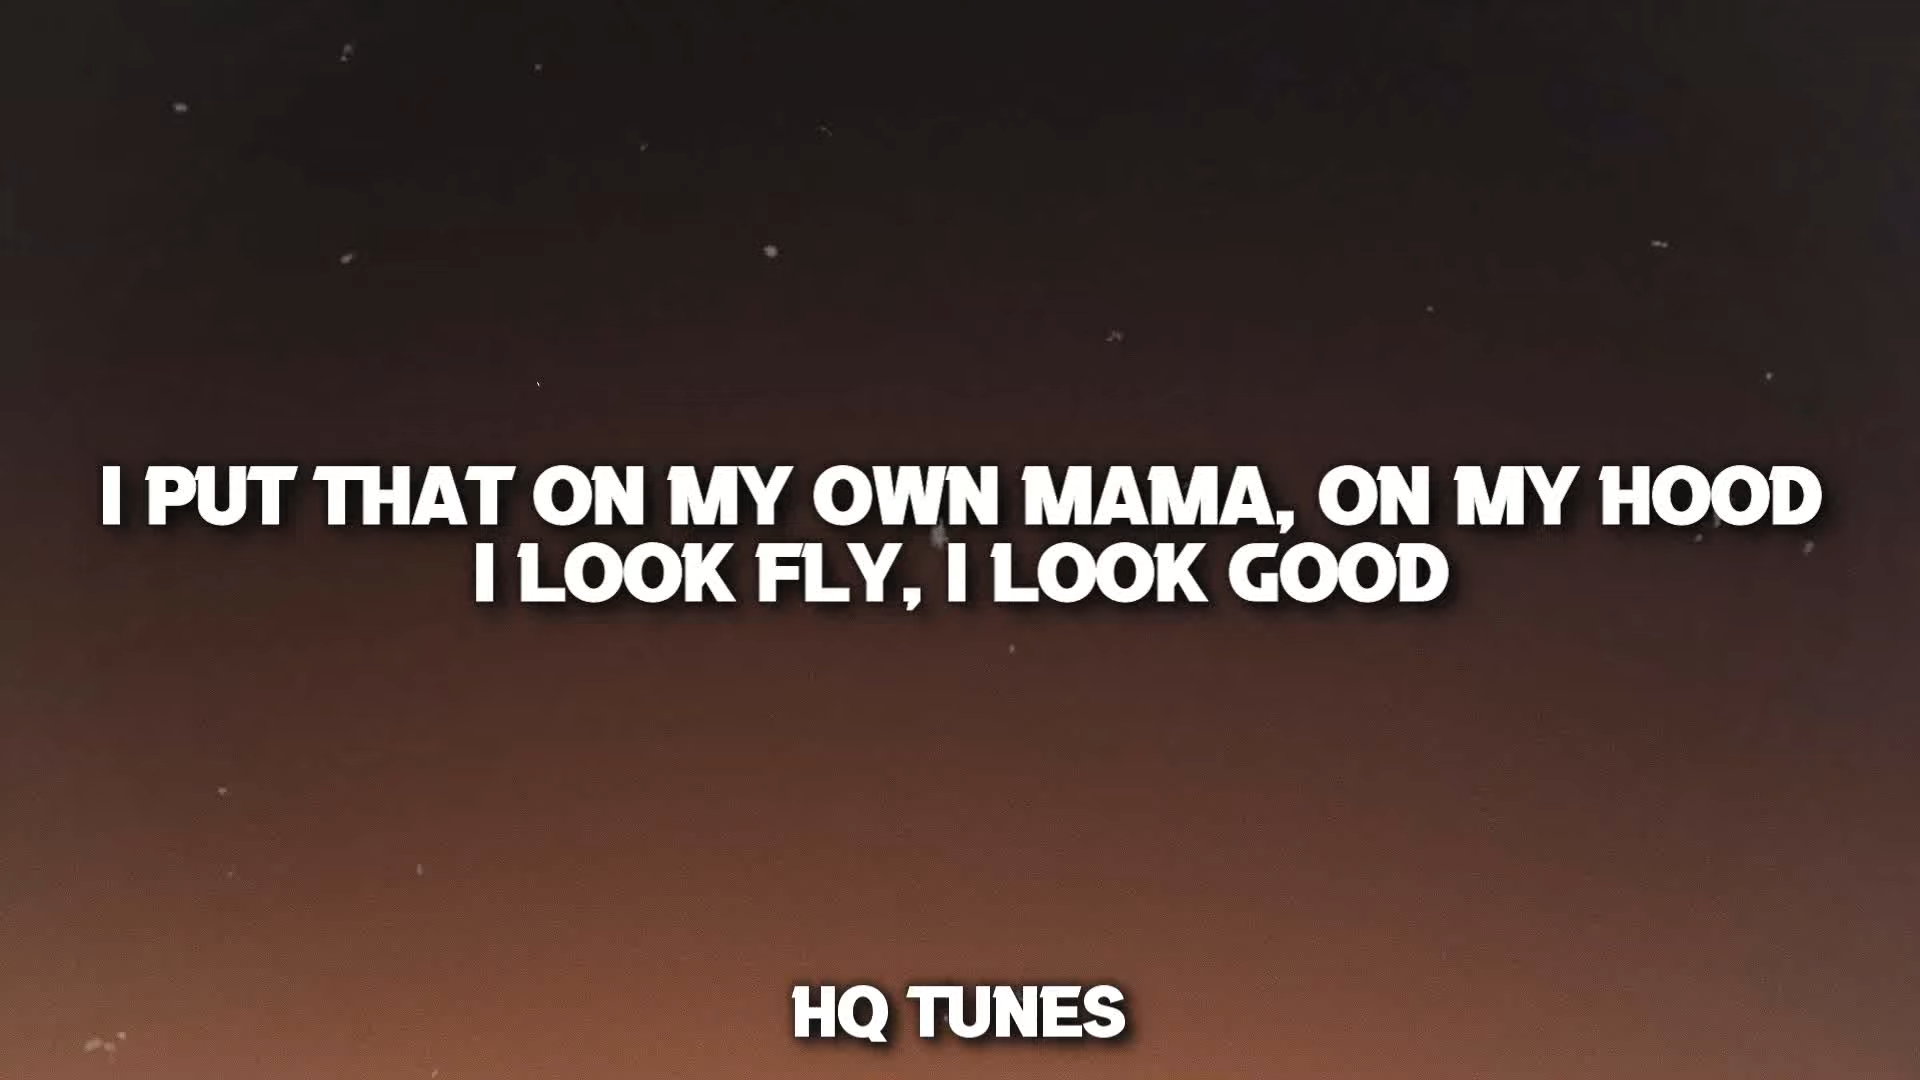 I PUT THAT ON MY OWN MAMA, ON MY HOOD
I LOOK FLY, I LOOK GOOD
HQ TUNES